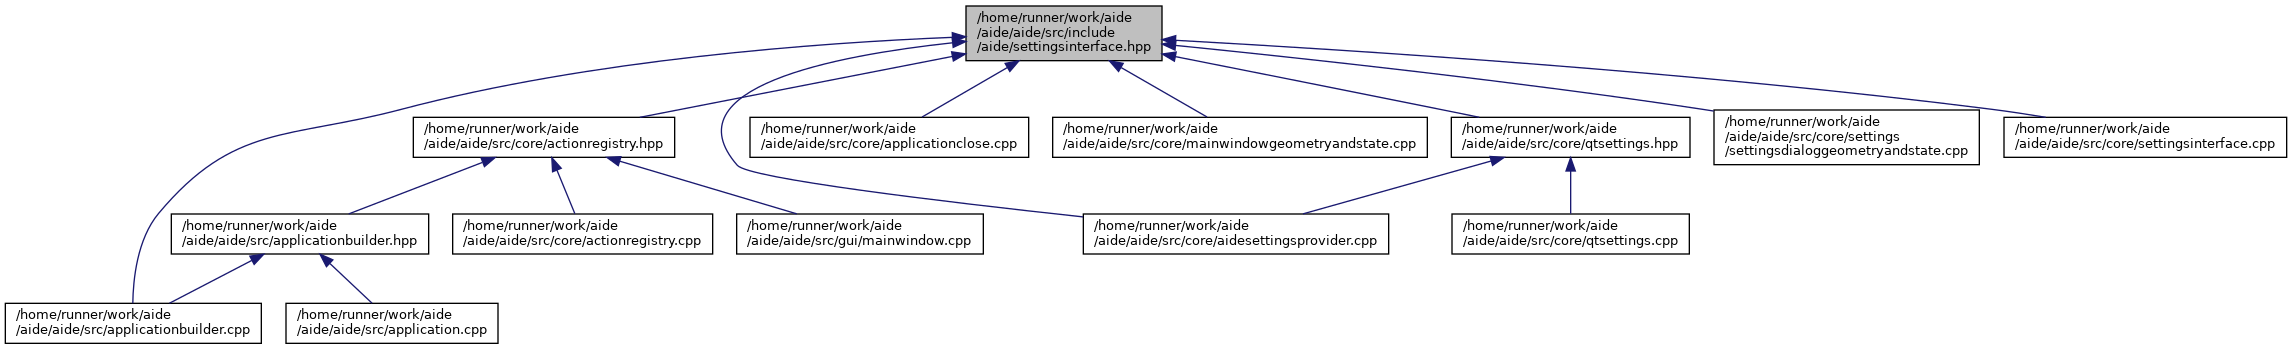 /home/runner/work/aide
/aide/aide/src/include
/aide/settingsinterface.hpp
/home/runner/work/aide
/aide/aide/src/core/actionregistry.hpp
/home/runner/work/aide
/aide/aide/src/core/applicationclose.cpp
/home/runner/work/aide
/aide/aide/src/core/mainwindowgeometryandstate.cpp
/home/runner/work/aide
/aide/aide/src/core/qtsettings.hpp
/home/runner/work/aide
/aide/aide/src/core/settings
/settingsdialoggeometryandstate.cpp
/home/runner/work/aide
/aide/aide/src/core/settingsinterface.cpp
/home/runner/work/aide
/aide/aide/src/applicationbuilder.hpp
/home/runner/work/aide
/aide/aide/src/core/actionregistry.cpp
/home/runner/work/aide
/aide/aide/src/gui/mainwindow.cpp
/home/runner/work/aide
/aide/aide/src/core/aidesettingsprovider.cpp
/home/runner/work/aide
/aide/aide/src/core/qtsettings.cpp
/home/runner/work/aide
/aide/aide/src/applicationbuilder.cpp
/home/runner/work/aide
/aide/aide/src/application.cpp